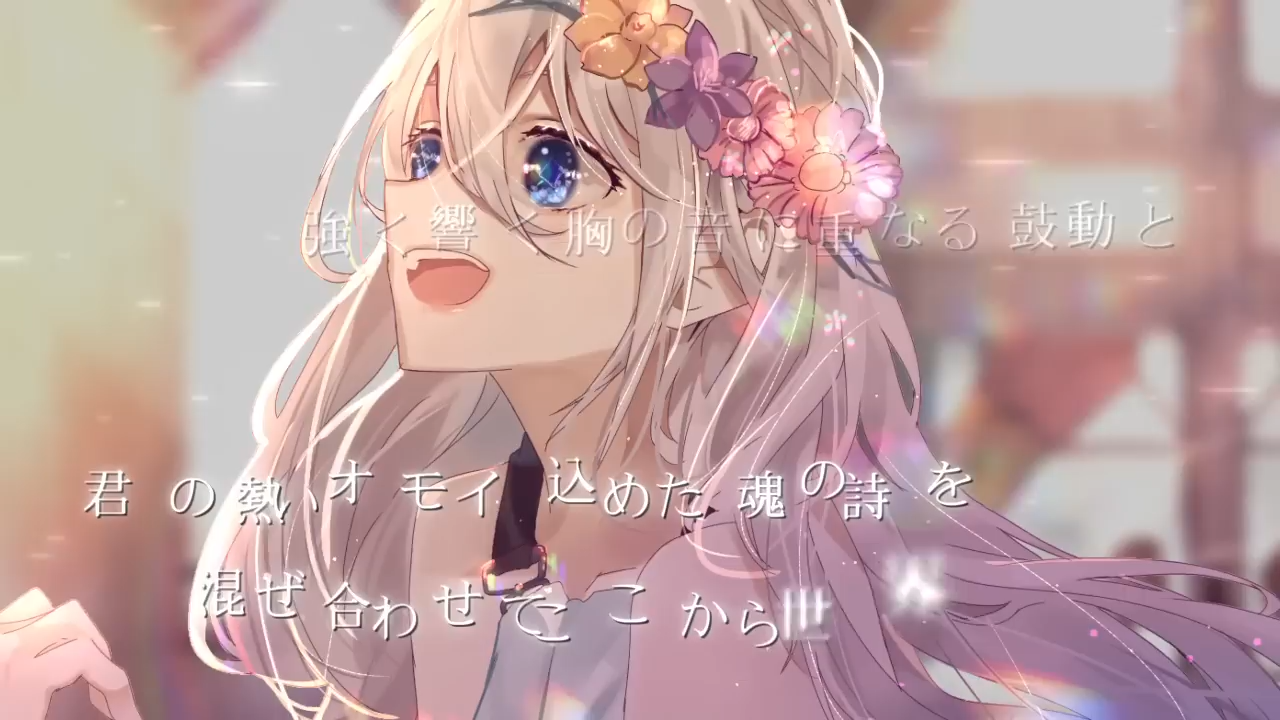 強く響く胸の音に重なる 鼓動と
君の熱いオモイ込めた 魂の詩を
混ぜ合わせてここから世界